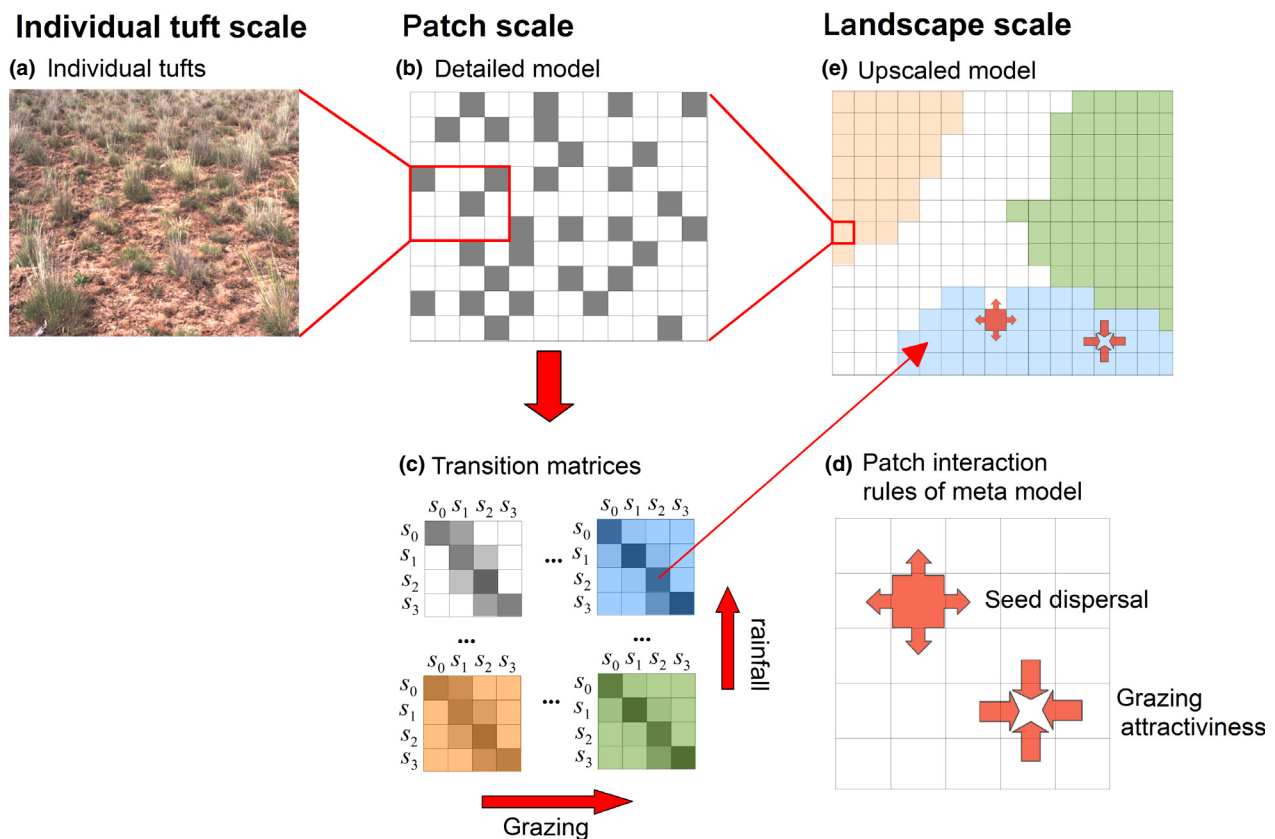 Individual tuft scale
(a) Individual tufts
Patch scale
(b) Detailed model
Landscape scale
(e) Upscaled model
(c) Transition matrices
s0 s1 s2 s3
s0
s1
s2
s3
...
s0 s1 s2 s3
s0
s1
s2
s3
...
...
s0 s1 s2 s3
s0
s1
s2
s3
...
s0 s1 s2 s3
s0
s1
s2
s3
rainfall
Grazing
(d) Patch interaction
rules of meta model
Seed dispersal
Grazing
attractiviness